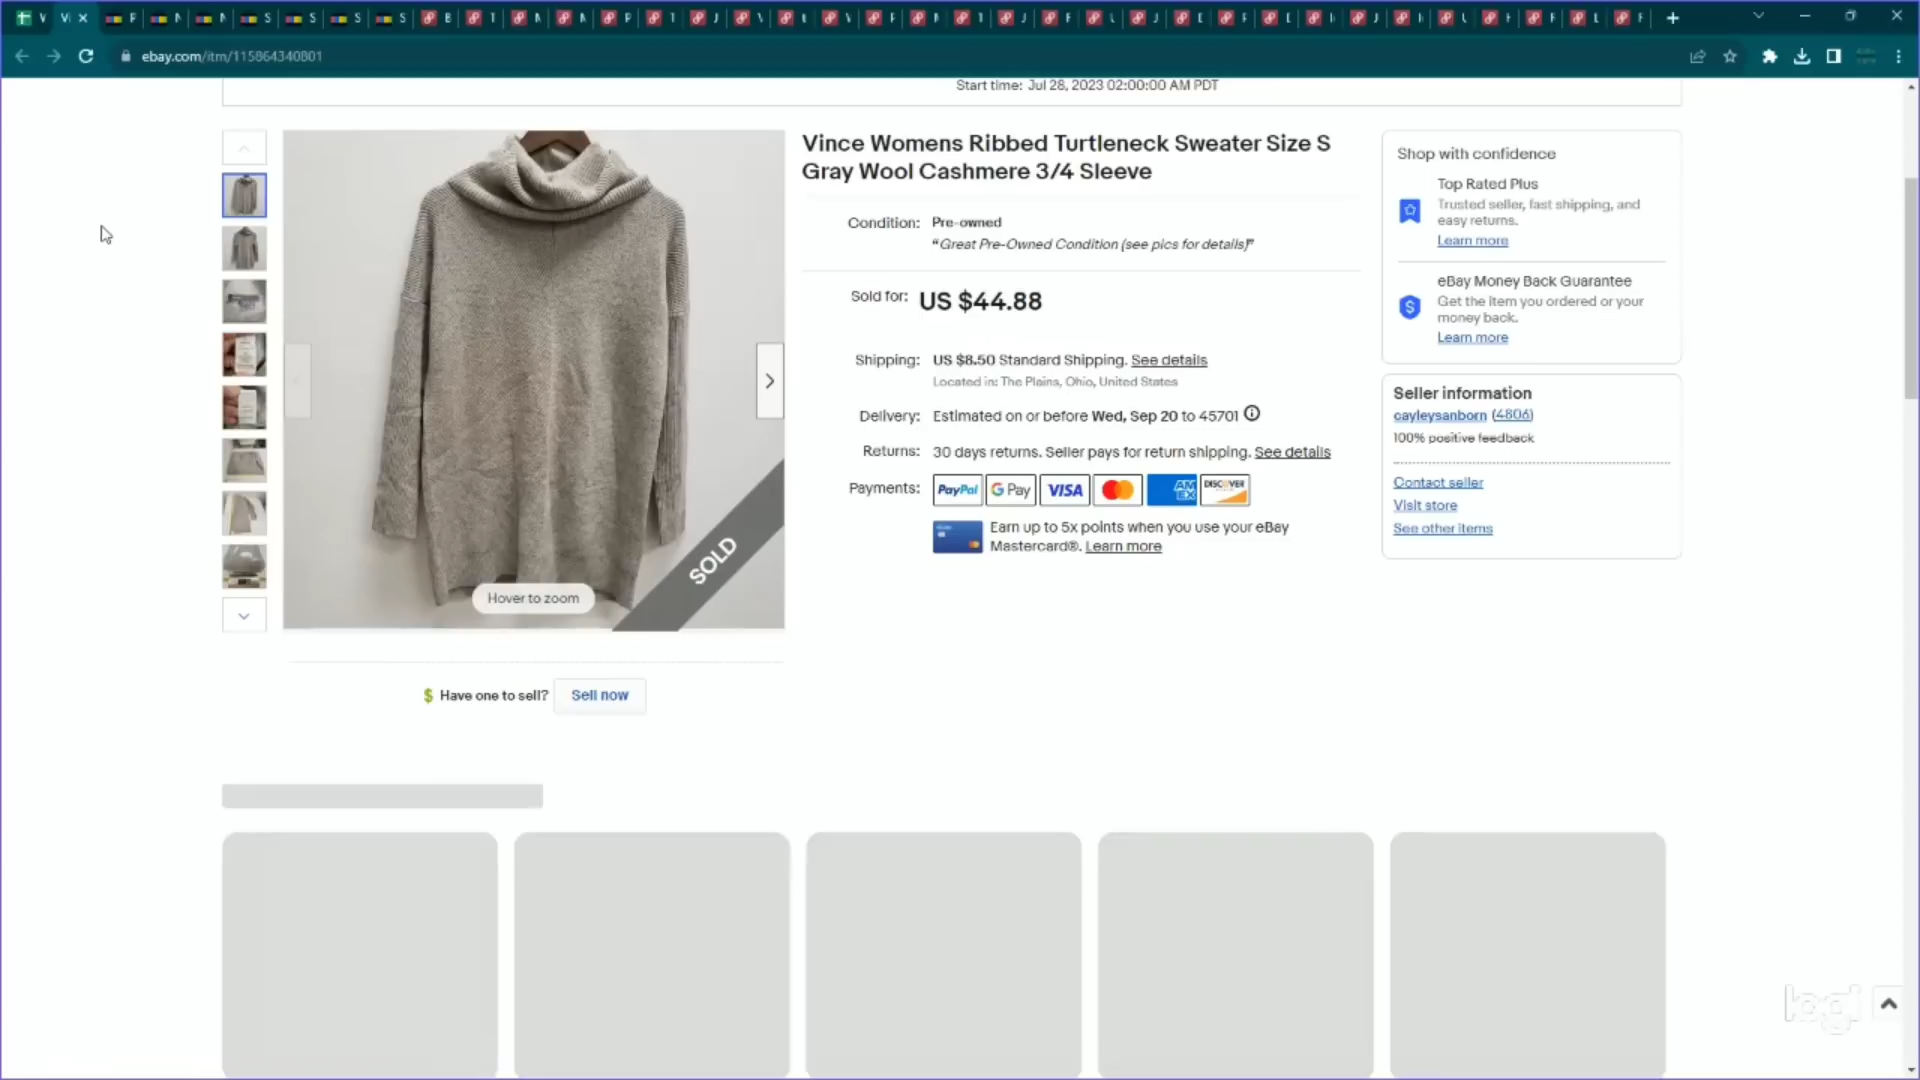 ebay.com/itm/115864340801
Start time: Jul 28, 2023 02:00:00 AM PDT
Vince Womens Ribbed Turtleneck Sweater Size S
Gray Wool Cashmere 3/4 Sleeve
Condition: Pre-owned
“Great Pre-Owned Condition (see pics for details)”
Sold for: US $44.88
Shipping: US $8.50 Standard Shipping. See details
Located in: The Plains, Ohio, United States
Delivery: Estimated on or before Wed, Sep 20 to 45701
Returns: 30 days returns. Seller pays for return shipping. See details
Payments: PayPal G Pay VISA AM EX DISCOVER
Earn up to 5x points when you use your eBay
Mastercard®. Learn more
SOLD
Hover to zoom
Have one to sell? Sell now
Shop with confidence
Top Rated Plus
Trusted seller, fast shipping, and
easy returns.
Learn more
eBay Money Back Guarantee
Get the item you ordered or your
money back.
Learn more
Seller information
cayleysanborn (4806)
100% positive feedback
Contact seller
Visit store
See other items
logi